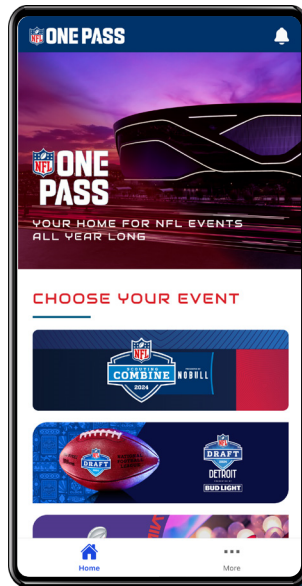 NFL ONE PASS
NFL ONE
PASS
YOUR HOME FOR NFL EVENTS
ALL YEAR LONG
CHOOSE YOUR EVENT
NFL
SCOUTING
COMBINE
2024
NOBULL
NFL
DRAFT
NFL
DRAFT
DETROIT
BUD LIGHT
Home
More